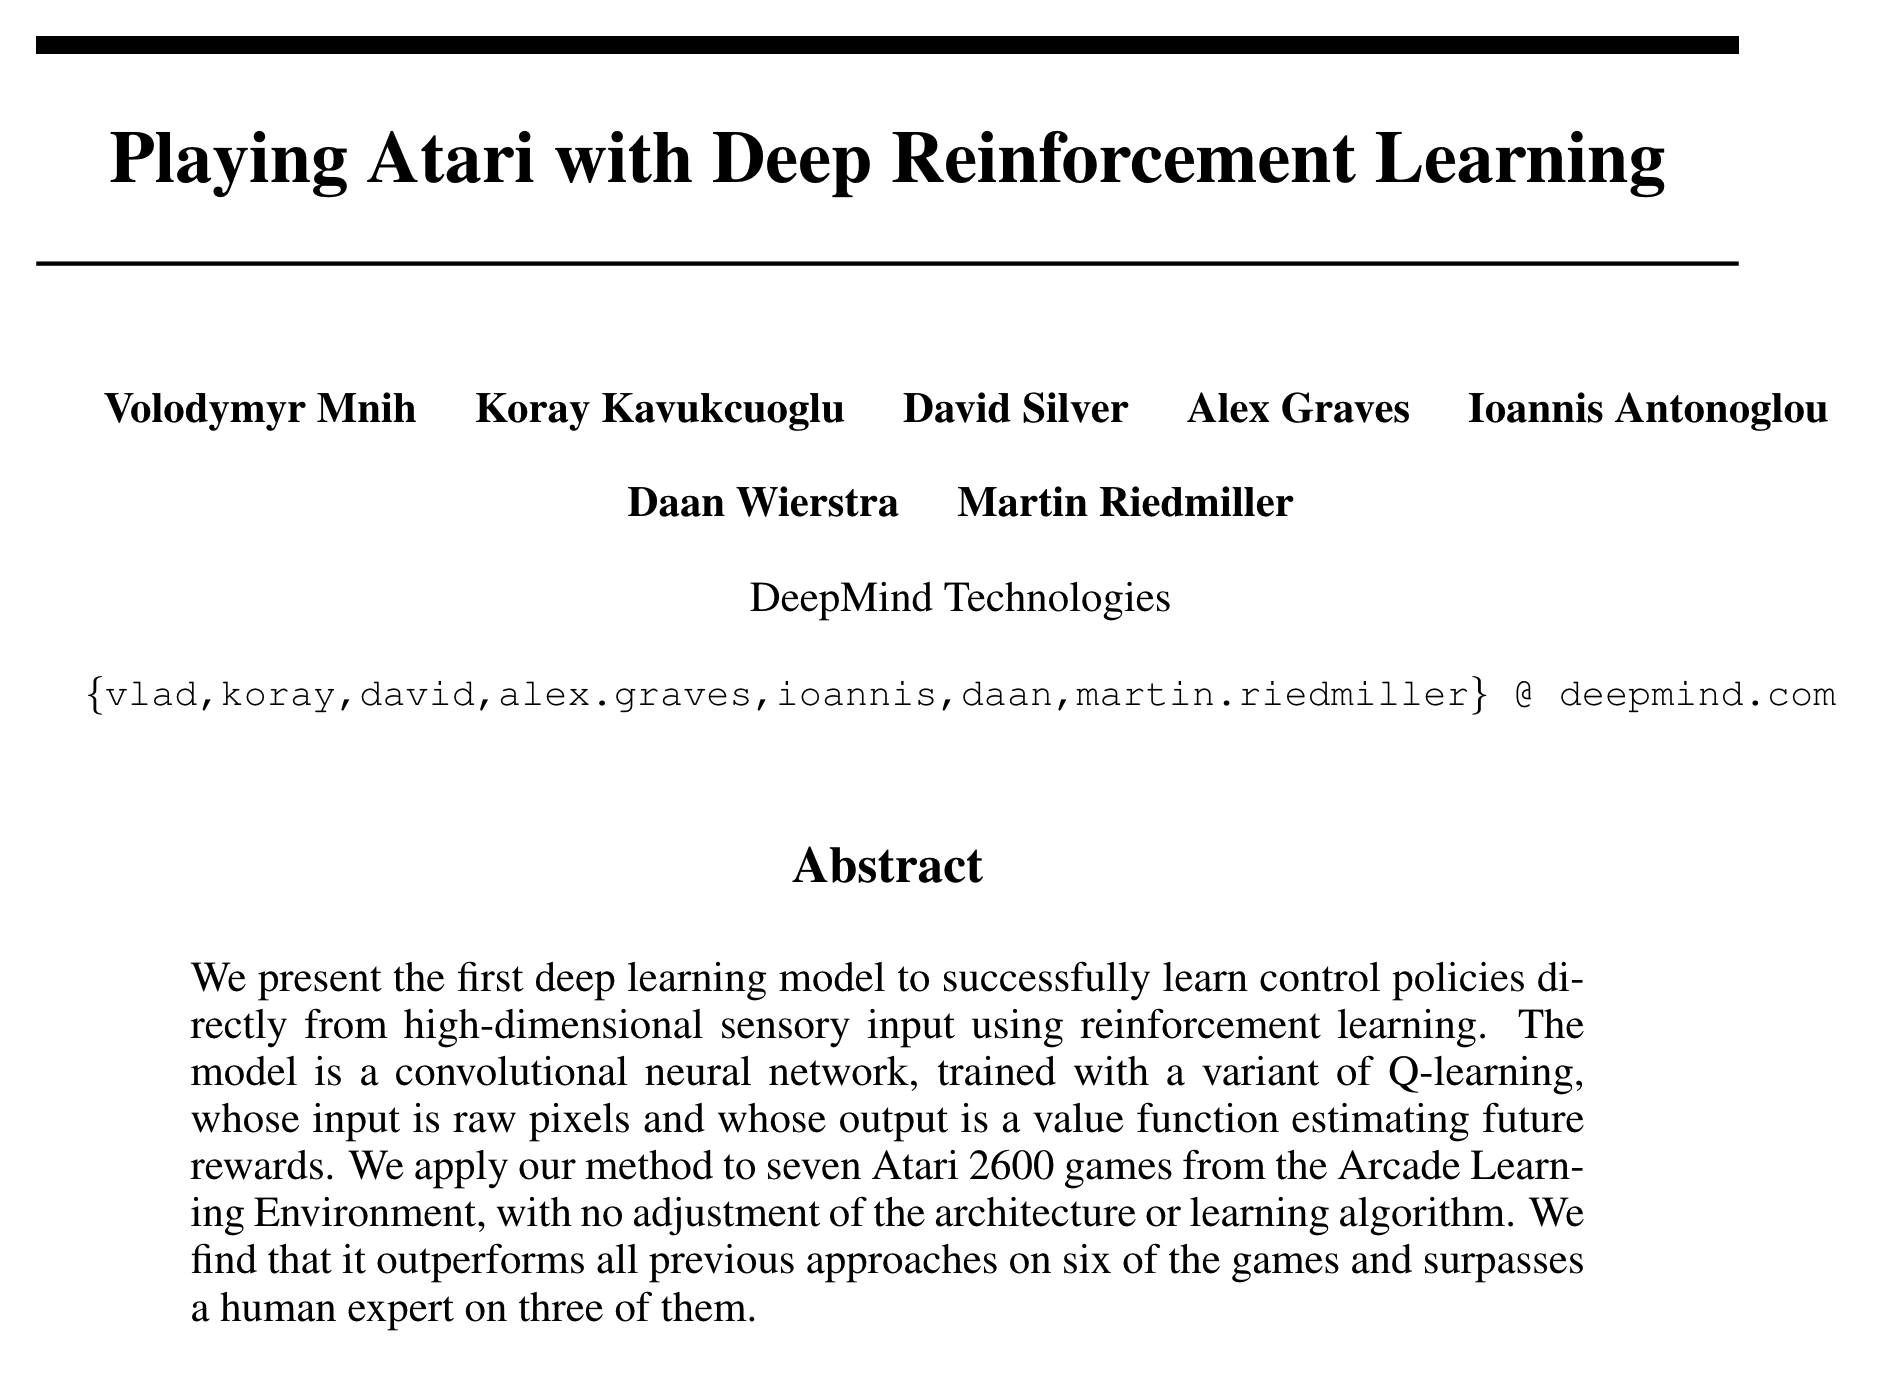 Playing Atari with Deep Reinforcement Learning
Volodymyr Mnih Koray Kavukcuoglu David Silver Alex Graves Ioannis Antonoglou
Daan Wierstra Martin Riedmiller
DeepMind Technologies
{vlad,koray,david,alex.graves,ioannis,daan,martin.riedmiller} @ deepmind.com
Abstract
We present the first deep learning model to successfully learn control policies di-
rectly from high-dimensional sensory input using reinforcement learning. The
model is a convolutional neural network, trained with a variant of Q-learning,
whose input is raw pixels and whose output is a value function estimating future
rewards. We apply our method to seven Atari 2600 games from the Arcade Learn-
ing Environment, with no adjustment of the architecture or learning algorithm. We
find that it outperforms all previous approaches on six of the games and surpasses
a human expert on three of them.